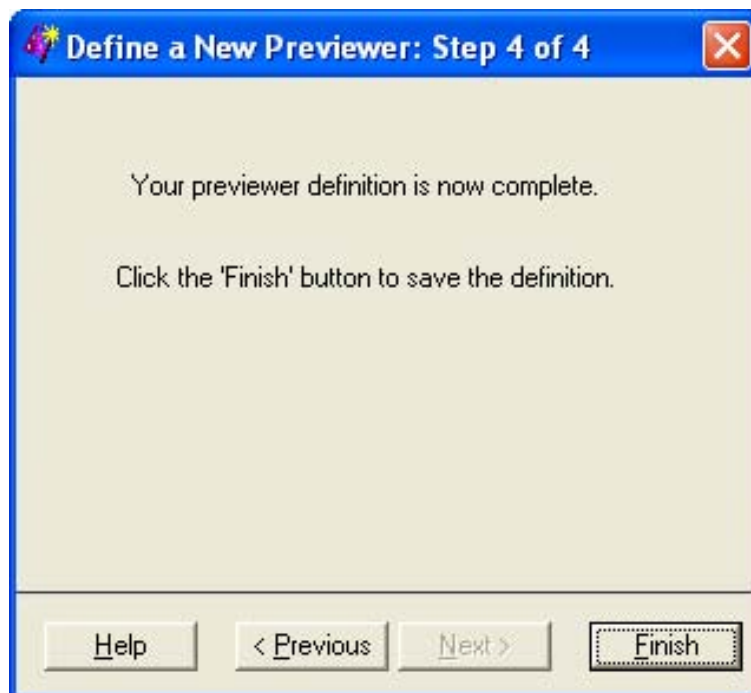 Define a New Previewer: Step 4 of 4
Your previewer definition is now complete.
Click the 'Finish' button to save the definition.
Help
< Previous
Next >
Finish